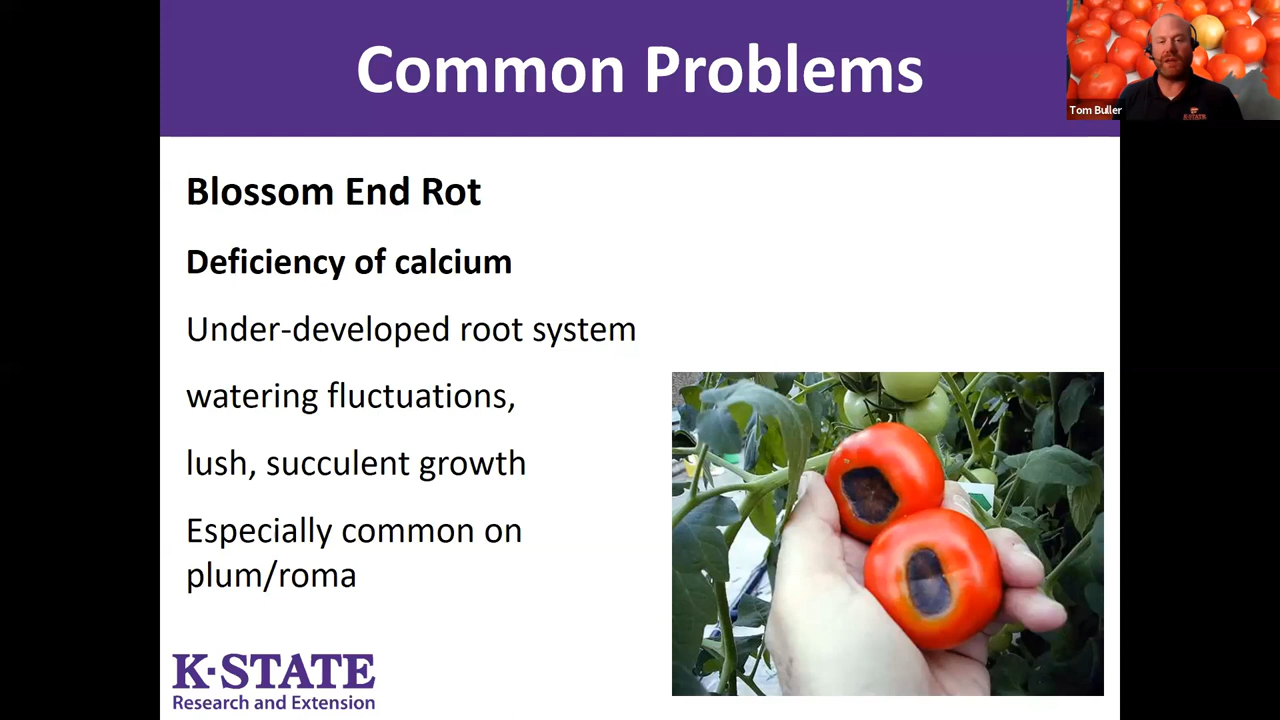 Common Problems
Tom Buller
K-STATE
Blossom End Rot
Deficiency of calcium
Under-developed root system
watering fluctuations,
lush, succulent growth
Especially common on
plum/roma
K-STATE
Research and Extension